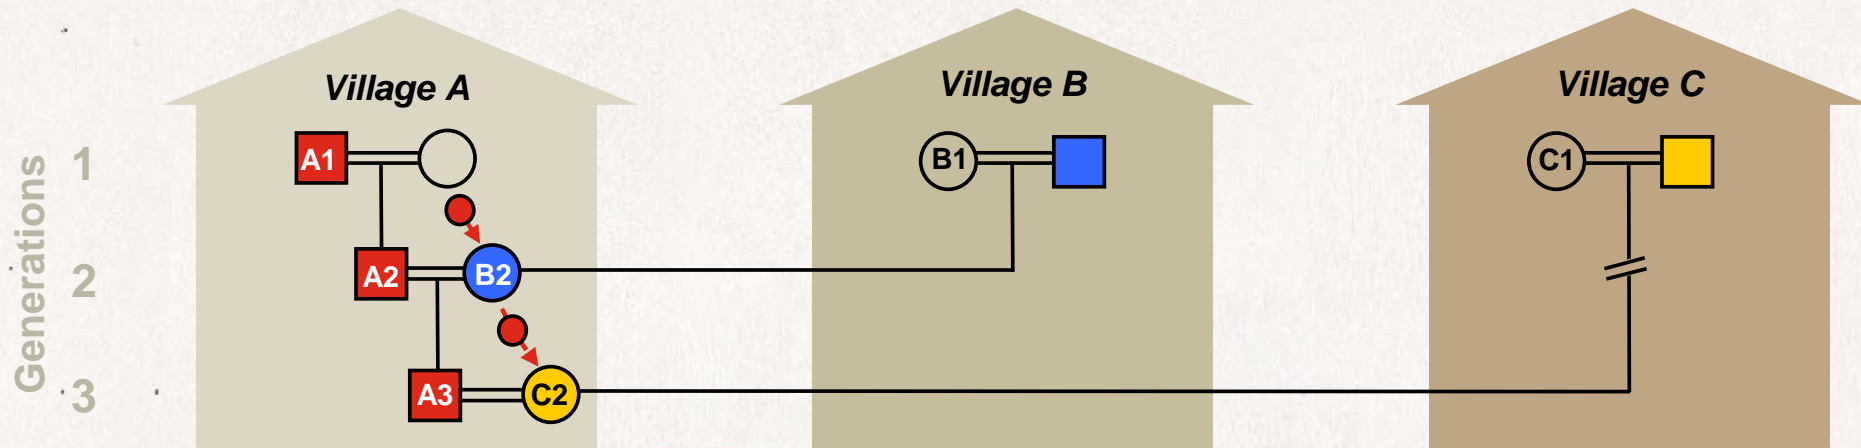 Village A
Village B
Village C
Generations
1
A1
B1
C1
2
A2
B2
3
A3
C2